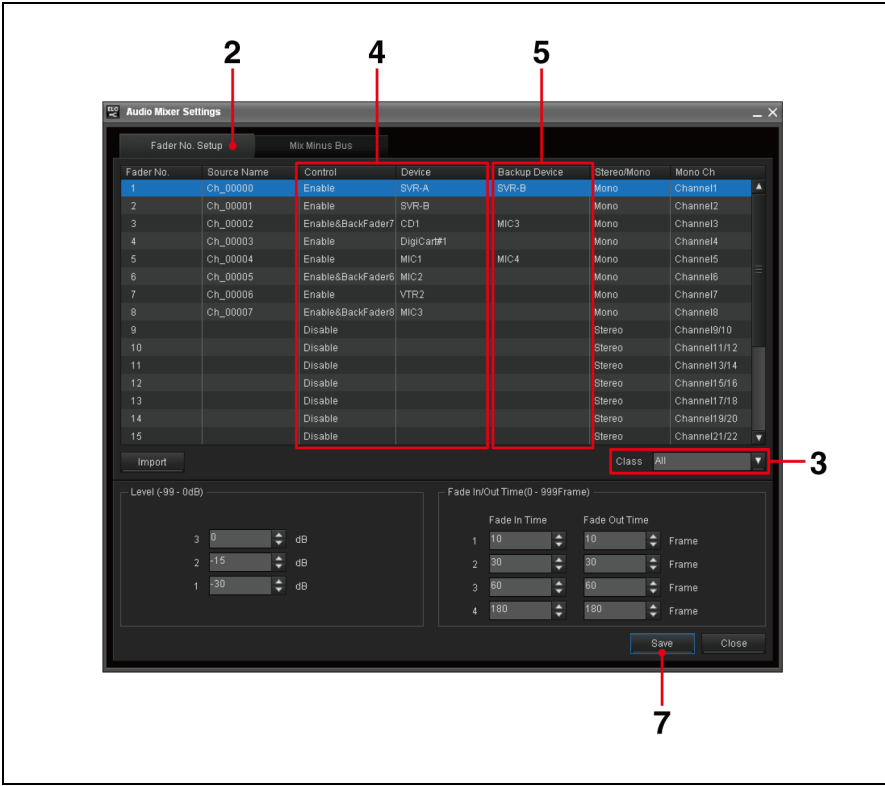 2 4 5
ELC Audio Mixer Settings
Fader No. Setup Mix Minus Bus
Fader No. Source Name Control Device Backup Device Stereo/Mono Mono Ch
1 Ch_00000 Enable SVR-A SVR-B Mono Channel1
2 Ch_00001 Enable SVR-B Mono Channel2
3 Ch_00002 Enable&BackFader7 CD1 MIC3 Mono Channel3
4 Ch_00003 Enable DigiCart#1 Mono Channel4
5 Ch_00004 Enable MIC1 MIC4 Mono Channel5
6 Ch_00005 Enable&BackFader6 MIC2 Mono Channel6
7 Ch_00006 Enable VTR2 Mono Channel7
8 Ch_00007 Enable&BackFader8 MIC3 Mono Channel8
9 Disable Stereo Channel9/10
10 Disable Stereo Channel11/12
11 Disable Stereo Channel13/14
12 Disable Stereo Channel15/16
13 Disable Stereo Channel17/18
14 Disable Stereo Channel19/20
15 Disable Stereo Channel21/22
Import Class All 3
Level (-99 - 0dB) Fade In/Out Time(0 - 999Frame)
Fade In Time Fade Out Time
3 0 dB 1 10 10 Frame
2 -15 dB 2 30 30 Frame
1 -30 dB 3 60 60 Frame
4 180 180 Frame
Save Close
7